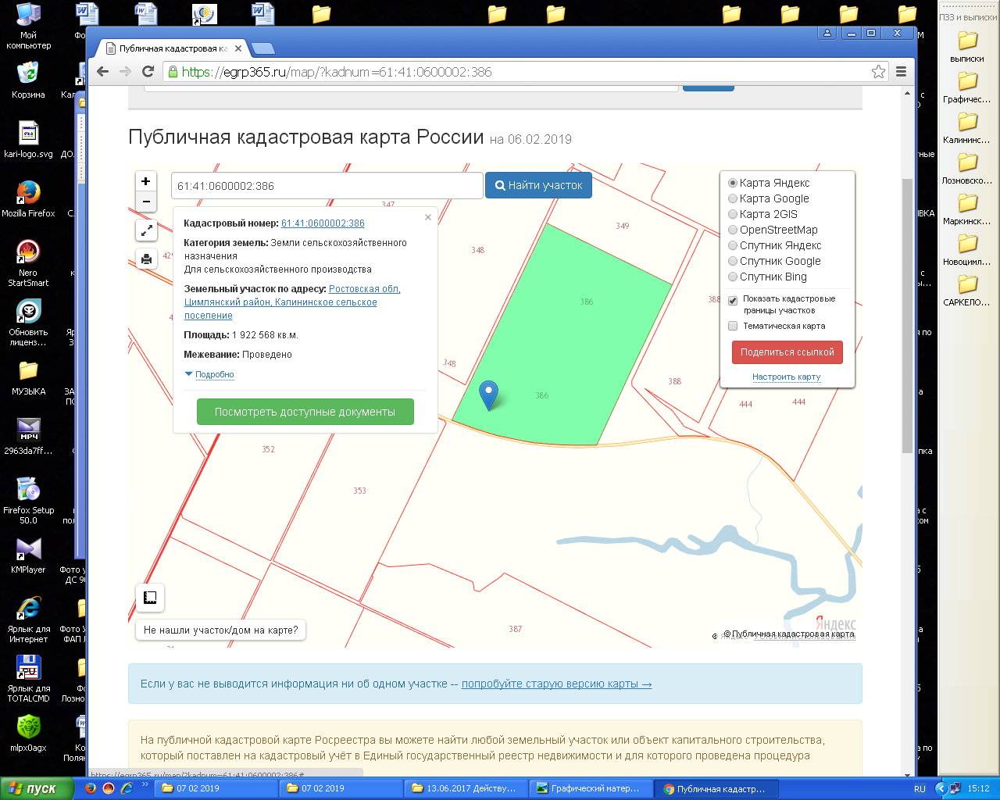 Мой
компьютер
Корзина
kari-logo.svg
Mozilla Firefox
Nero
StartSmart
Обновить
лиценз...
МУЗЫКА
2963da7ff...
Firefox Setup
50.0
KMPlayer
Ярлык для
Интернет
Ярлык для
TOTALCMD
mlpx0agx
ПЗЗ и выписки
выписки
Графичес...
Калининс...
Лозновско...
Маркинск...
Новоцимл...
САРКЕЛО...
Публичная кадастровая ка
https://egrp365.ru/map/?kadnum=61:41:0600002:386
Публичная кадастровая карта России на 06.02.2019
+
−
61:41:0600002:386
Найти участок
Кадастровый номер: 61:41:0600002:386
Категория земель: Земли сельскохозяйственного
назначения
Для сельскохозяйственного производства
Земельный участок по адресу: Ростовская обл,
Цимлянский район, Калининское сельское
поселение
Площадь: 1 922 568 кв.м.
Межевание: Проведено
Подробно
Посмотреть доступные документы
347
348
349
386
388
348
386
388
444
444
352
353
387
Карта Яндекс
Карта Google
Карта 2GIS
OpenStreetMap
Спутник Яндекс
Спутник Google
Спутник Bing
Показать кадастровые
границы участков
Тематическая карта
Поделиться ссылкой
Настроить карту
Не нашли участок/дом на карте?
Яндекс
© Публичная кадастровая карта
Если у вас не выводится информация ни об одном участке -- попробуйте старую версию карты →
На публичной кадастровой карте Росреестра вы можете найти любой земельный участок или объект капитального строительства,
который поставлен на кадастровый учёт в Единый государственный реестр недвижимости и для которого проведена процедура
https://egrp365.ru/map/?kadnum=61:41:0600002:386#
пуск
07 02 2019
07 02 2019
13.06.2017 Действу...
Графический матер...
Публичная кадастр...
RU
15:12